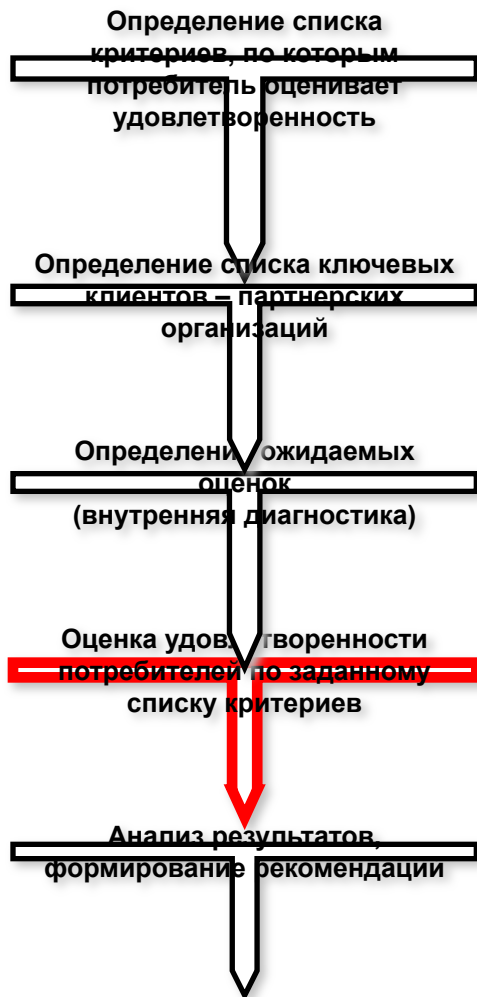 Определение списка
критериев, по которым
потребитель оценивает
удовлетворенность
Определение списка ключевых
клиентов – партнерских
организаций
Определение ожидаемых
оценок
(внутренняя диагностика)
Оценка удовлетворенности
потребителей по заданному
списку критериев
Анализ результатов,
формирование рекомендации